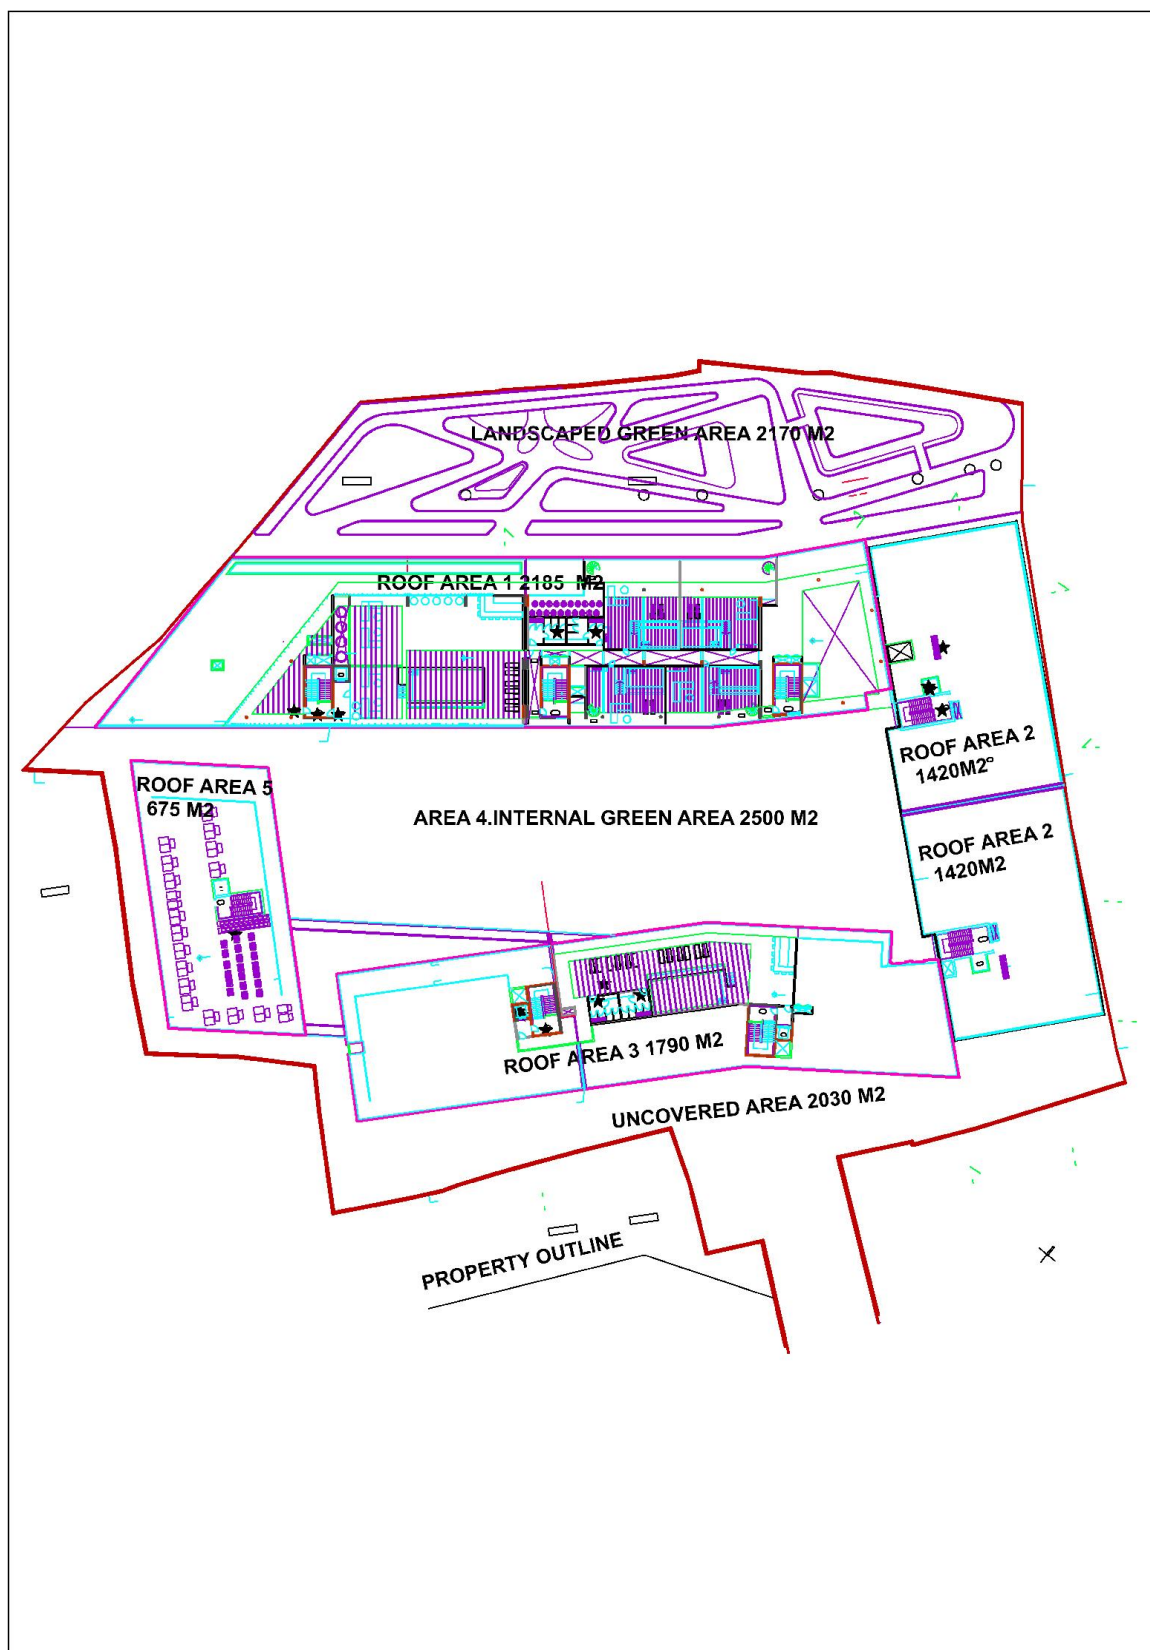 LANDSCAPED GREEN AREA 2170 M2
ROOF AREA 1 2185 M2
ROOF AREA 2
1420M2°
ROOF AREA 5
675 M2
AREA 4.INTERNAL GREEN AREA 2500 M2
ROOF AREA 2
1420M2
ROOF AREA 3 1790 M2
UNCOVERED AREA 2030 M2
PROPERTY OUTLINE